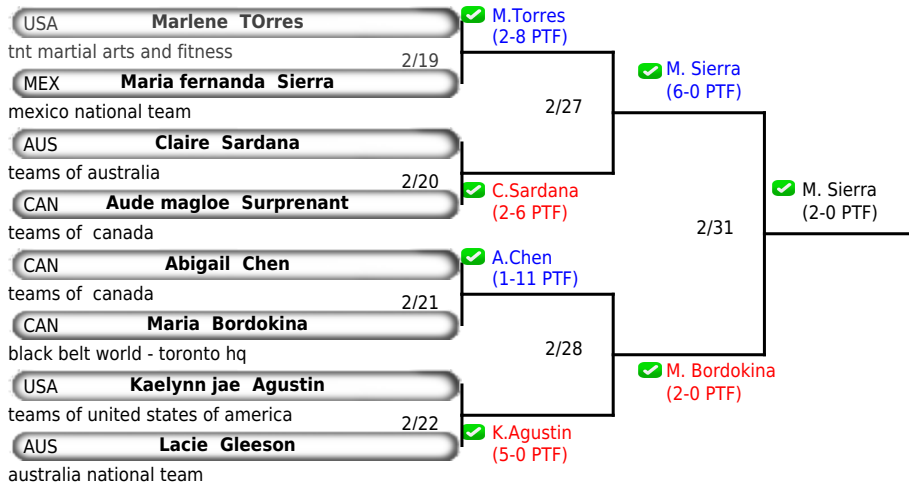 USA Marlene TOrres
tnt martial arts and fitness
2/19
MEX Maria fernanda Sierra
mexico national team
AUS Claire Sardana
teams of australia
2/20
CAN Aude magloe Surprenant
teams of canada
CAN Abigail Chen
teams of canada
2/21
CAN Maria Bordokina
black belt world - toronto hq
USA Kaelynn jae Agustin
teams of united states of america
2/22
AUS Lacie Gleeson
australia national team
M.Torres
(2-8 PTF)
2/27
C.Sardana
(2-6 PTF)
A.Chen
(1-11 PTF)
2/28
K.Agustin
(5-0 PTF)
M. Sierra
(6-0 PTF)
2/31
M. Bordokina
(2-0 PTF)
M. Sierra
(2-0 PTF)